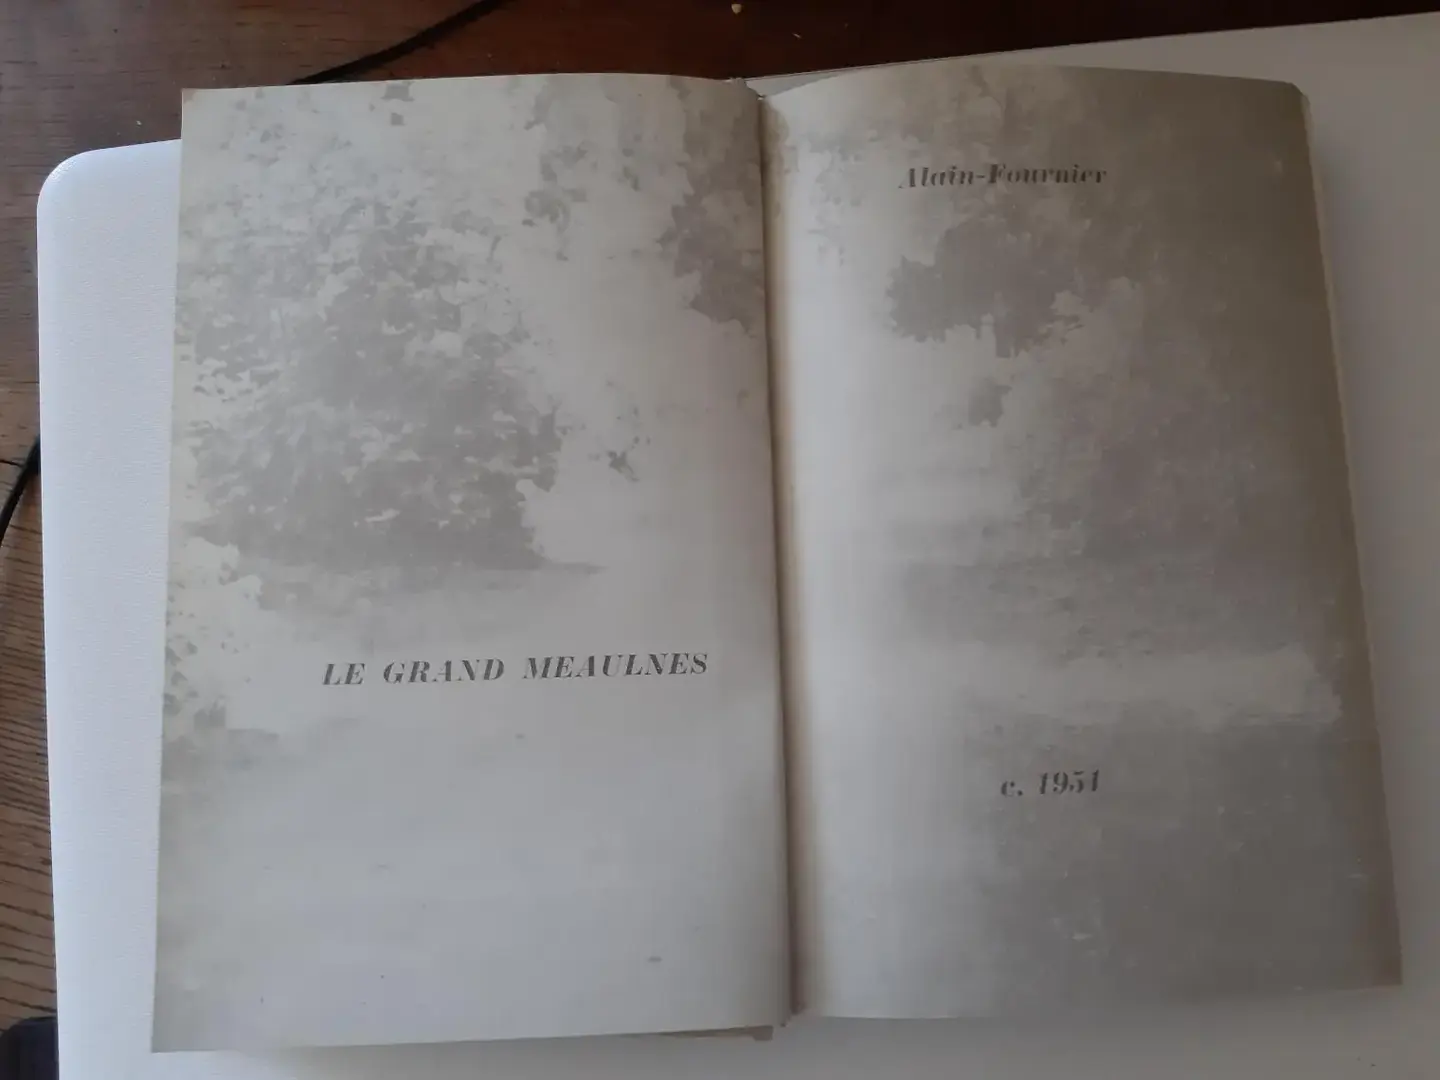 LE GRAND MEAULNES
Alain-Fournier
c. 1951